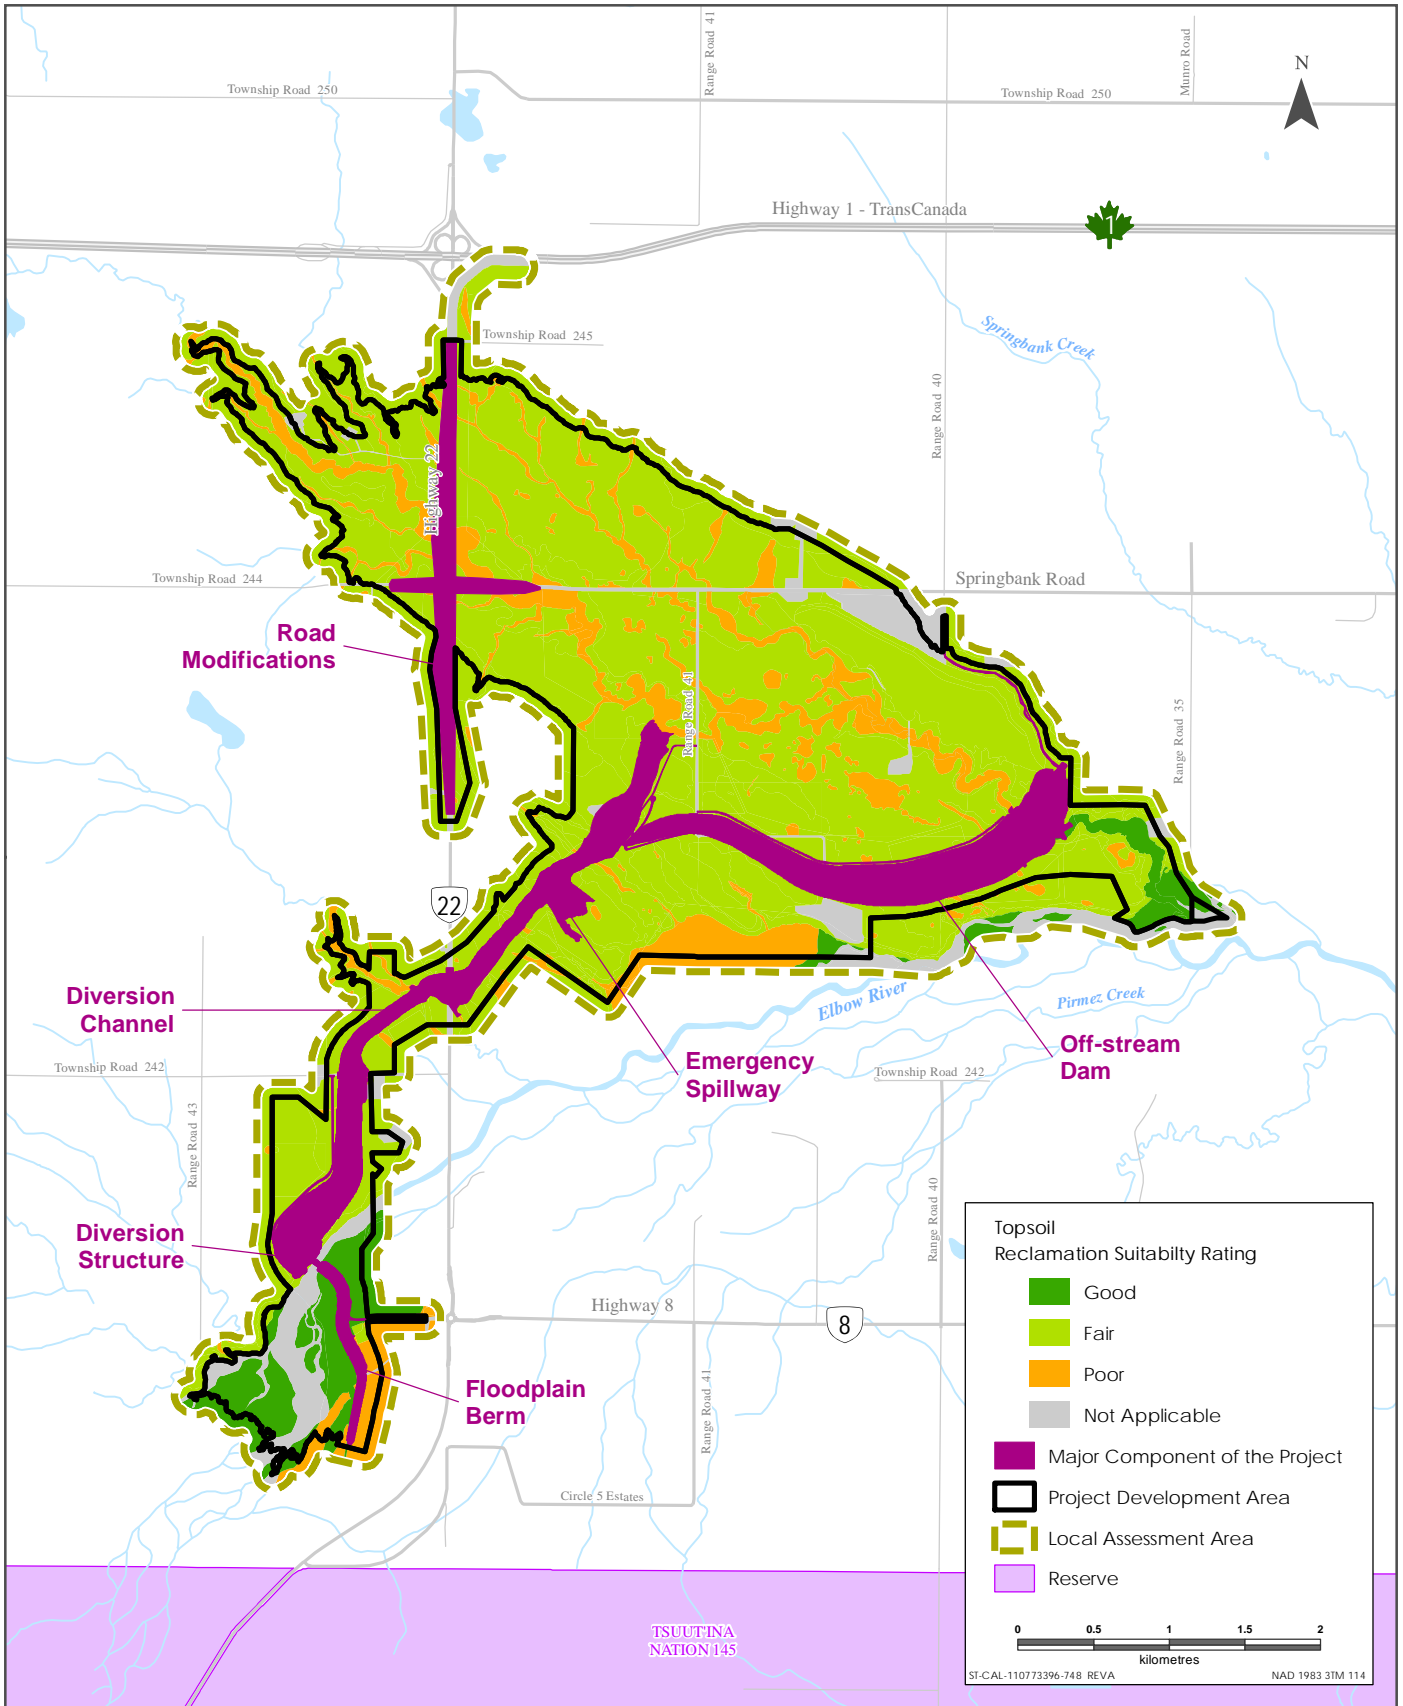 Range Road 41
Munro Road
N
Township Road 250
Township Road 250
Highway 1 - TransCanada
1
Springbank Creek
Township Road 245
Range Road 40
Highway 22
Township Road 244
Springbank Road
Road
Modifications
Range Road 41
Range Road 35
22
Diversion
Channel
Elbow River
Pirmez Creek
Off-stream
Dam
Emergency
Spillway
Township Road 242
Township Road 242
Range Road 43
Range Road 40
Diversion
Structure
Highway 8
8
Floodplain
Berm
Range Road 41
Circle 5 Estates
TSUUT'INA
NATION 145
Topsoil
Reclamation Suitabilty Rating
Good
Fair
Poor
Not Applicable
Major Component of the Project
Project Development Area
Local Assessment Area
Reserve
0 0.5 1 1.5 2
kilometres
ST-CAL-110773396-748 REVA
NAD 1983 3TM 114